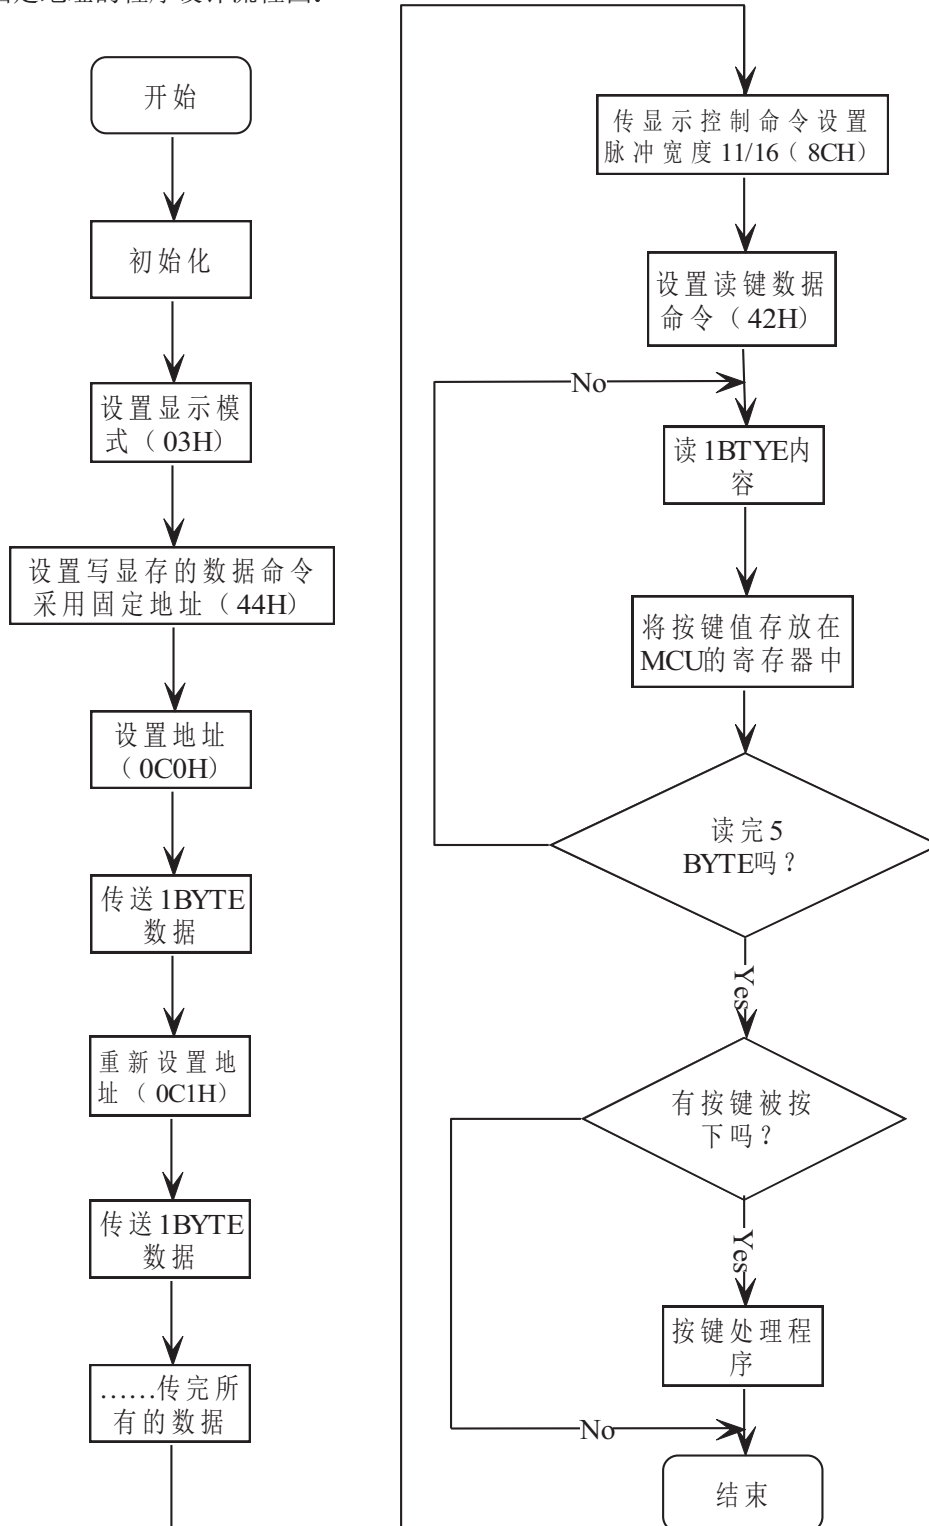 开始
初始化
设置显示模
式（03H）
设置写显存的数据命令
采用固定地址（44H）
设置地址
（0C0H）
传送1BYTE
数据
重新设置地
址（0C1H）
传送1BYTE
数据
……传完所
有的数据
传显示控制命令设置
脉冲宽度11/16（8CH）
设置读键数据
命令（42H）
No
读1BTYE内
容
将按键值存放在
MCU的寄存器中
读完5
BYTE吗？
Yes
有按键被按
下吗？
Yes
按键处理程
序
No
结束